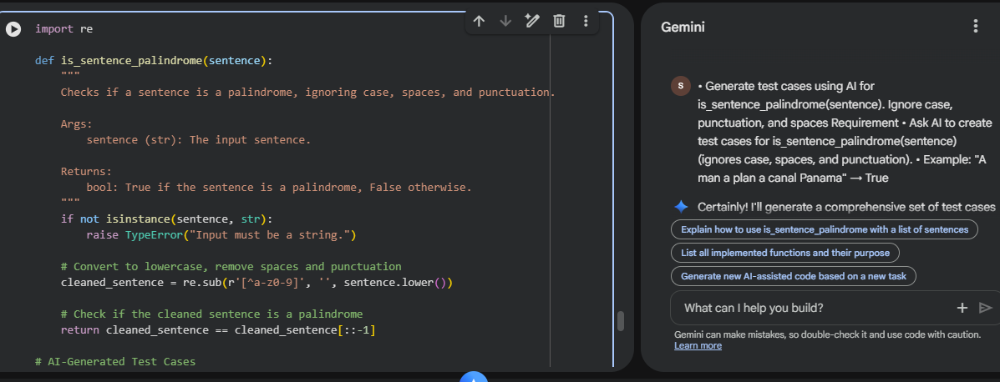 import re
def is_sentence_palindrome(sentence):
"""
Checks if a sentence is a palindrome, ignoring case, spaces, and punctuation.
Args:
sentence (str): The input sentence.
Returns:
bool: True if the sentence is a palindrome, False otherwise.
"""
if not isinstance(sentence, str):
raise TypeError("Input must be a string.")
# Convert to lowercase, remove spaces and punctuation
cleaned_sentence = re.sub(r'[^a-z0-9]', '', sentence.lower())
# Check if the cleaned sentence is a palindrome
return cleaned_sentence == cleaned_sentence[::-1]
# AI-Generated Test Cases
Gemini
S
• Generate test cases using AI for
is_sentence_palindrome(sentence). Ignore case,
punctuation, and spaces Requirement • Ask AI to create
test cases for is_sentence_palindrome(sentence)
(ignores case, spaces, and punctuation). • Example: "A
man a plan a canal Panama" → True
Certainly! I'll generate a comprehensive set of test cases
Explain how to use is_sentence_palindrome with a list of sentences
List all implemented functions and their purpose
Generate new AI-assisted code based on a new task
What can I help you build?
Gemini can make mistakes, so double-check it and use code with caution.
Learn more